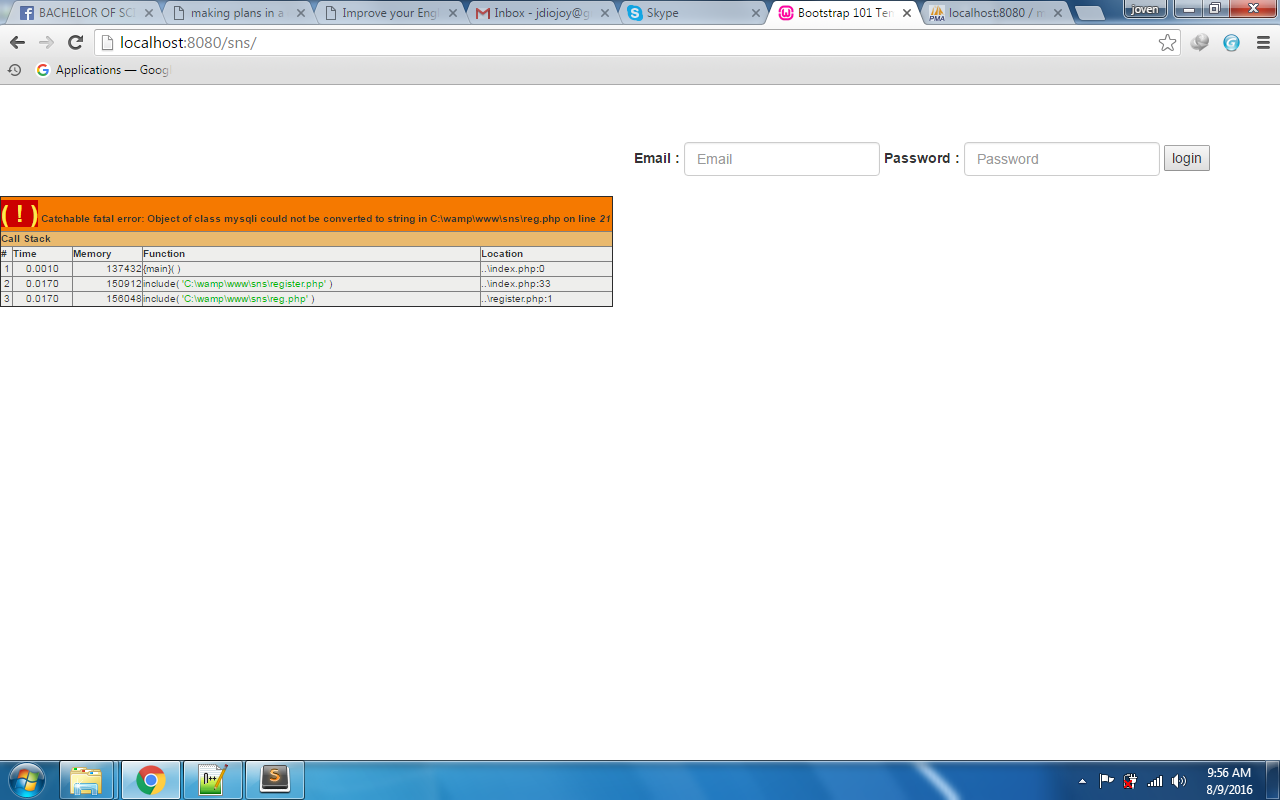 BACHELOR OF SC
making plans in a
Improve your Eng
Inbox - jdiojoy@g
Skype
Bootstrap 101 Ten
localhost:8080 / m
joven
localhost:8080/sns/
Applications — Googl
Email : Email Password : Password login
( ! ) Catchable fatal error: Object of class mysqli could not be converted to string in C:\wamp\www\sns\reg.php on line 21
Call Stack
# Time Memory Function Location
1 0.0010 137432 {main}( ) ..\index.php:0
2 0.0170 150912 include( 'C:\wamp\www\sns\register.php' ) ..\index.php:33
3 0.0170 156048 include( 'C:\wamp\www\sns\reg.php' ) ..\register.php:1
9:56 AM
8/9/2016